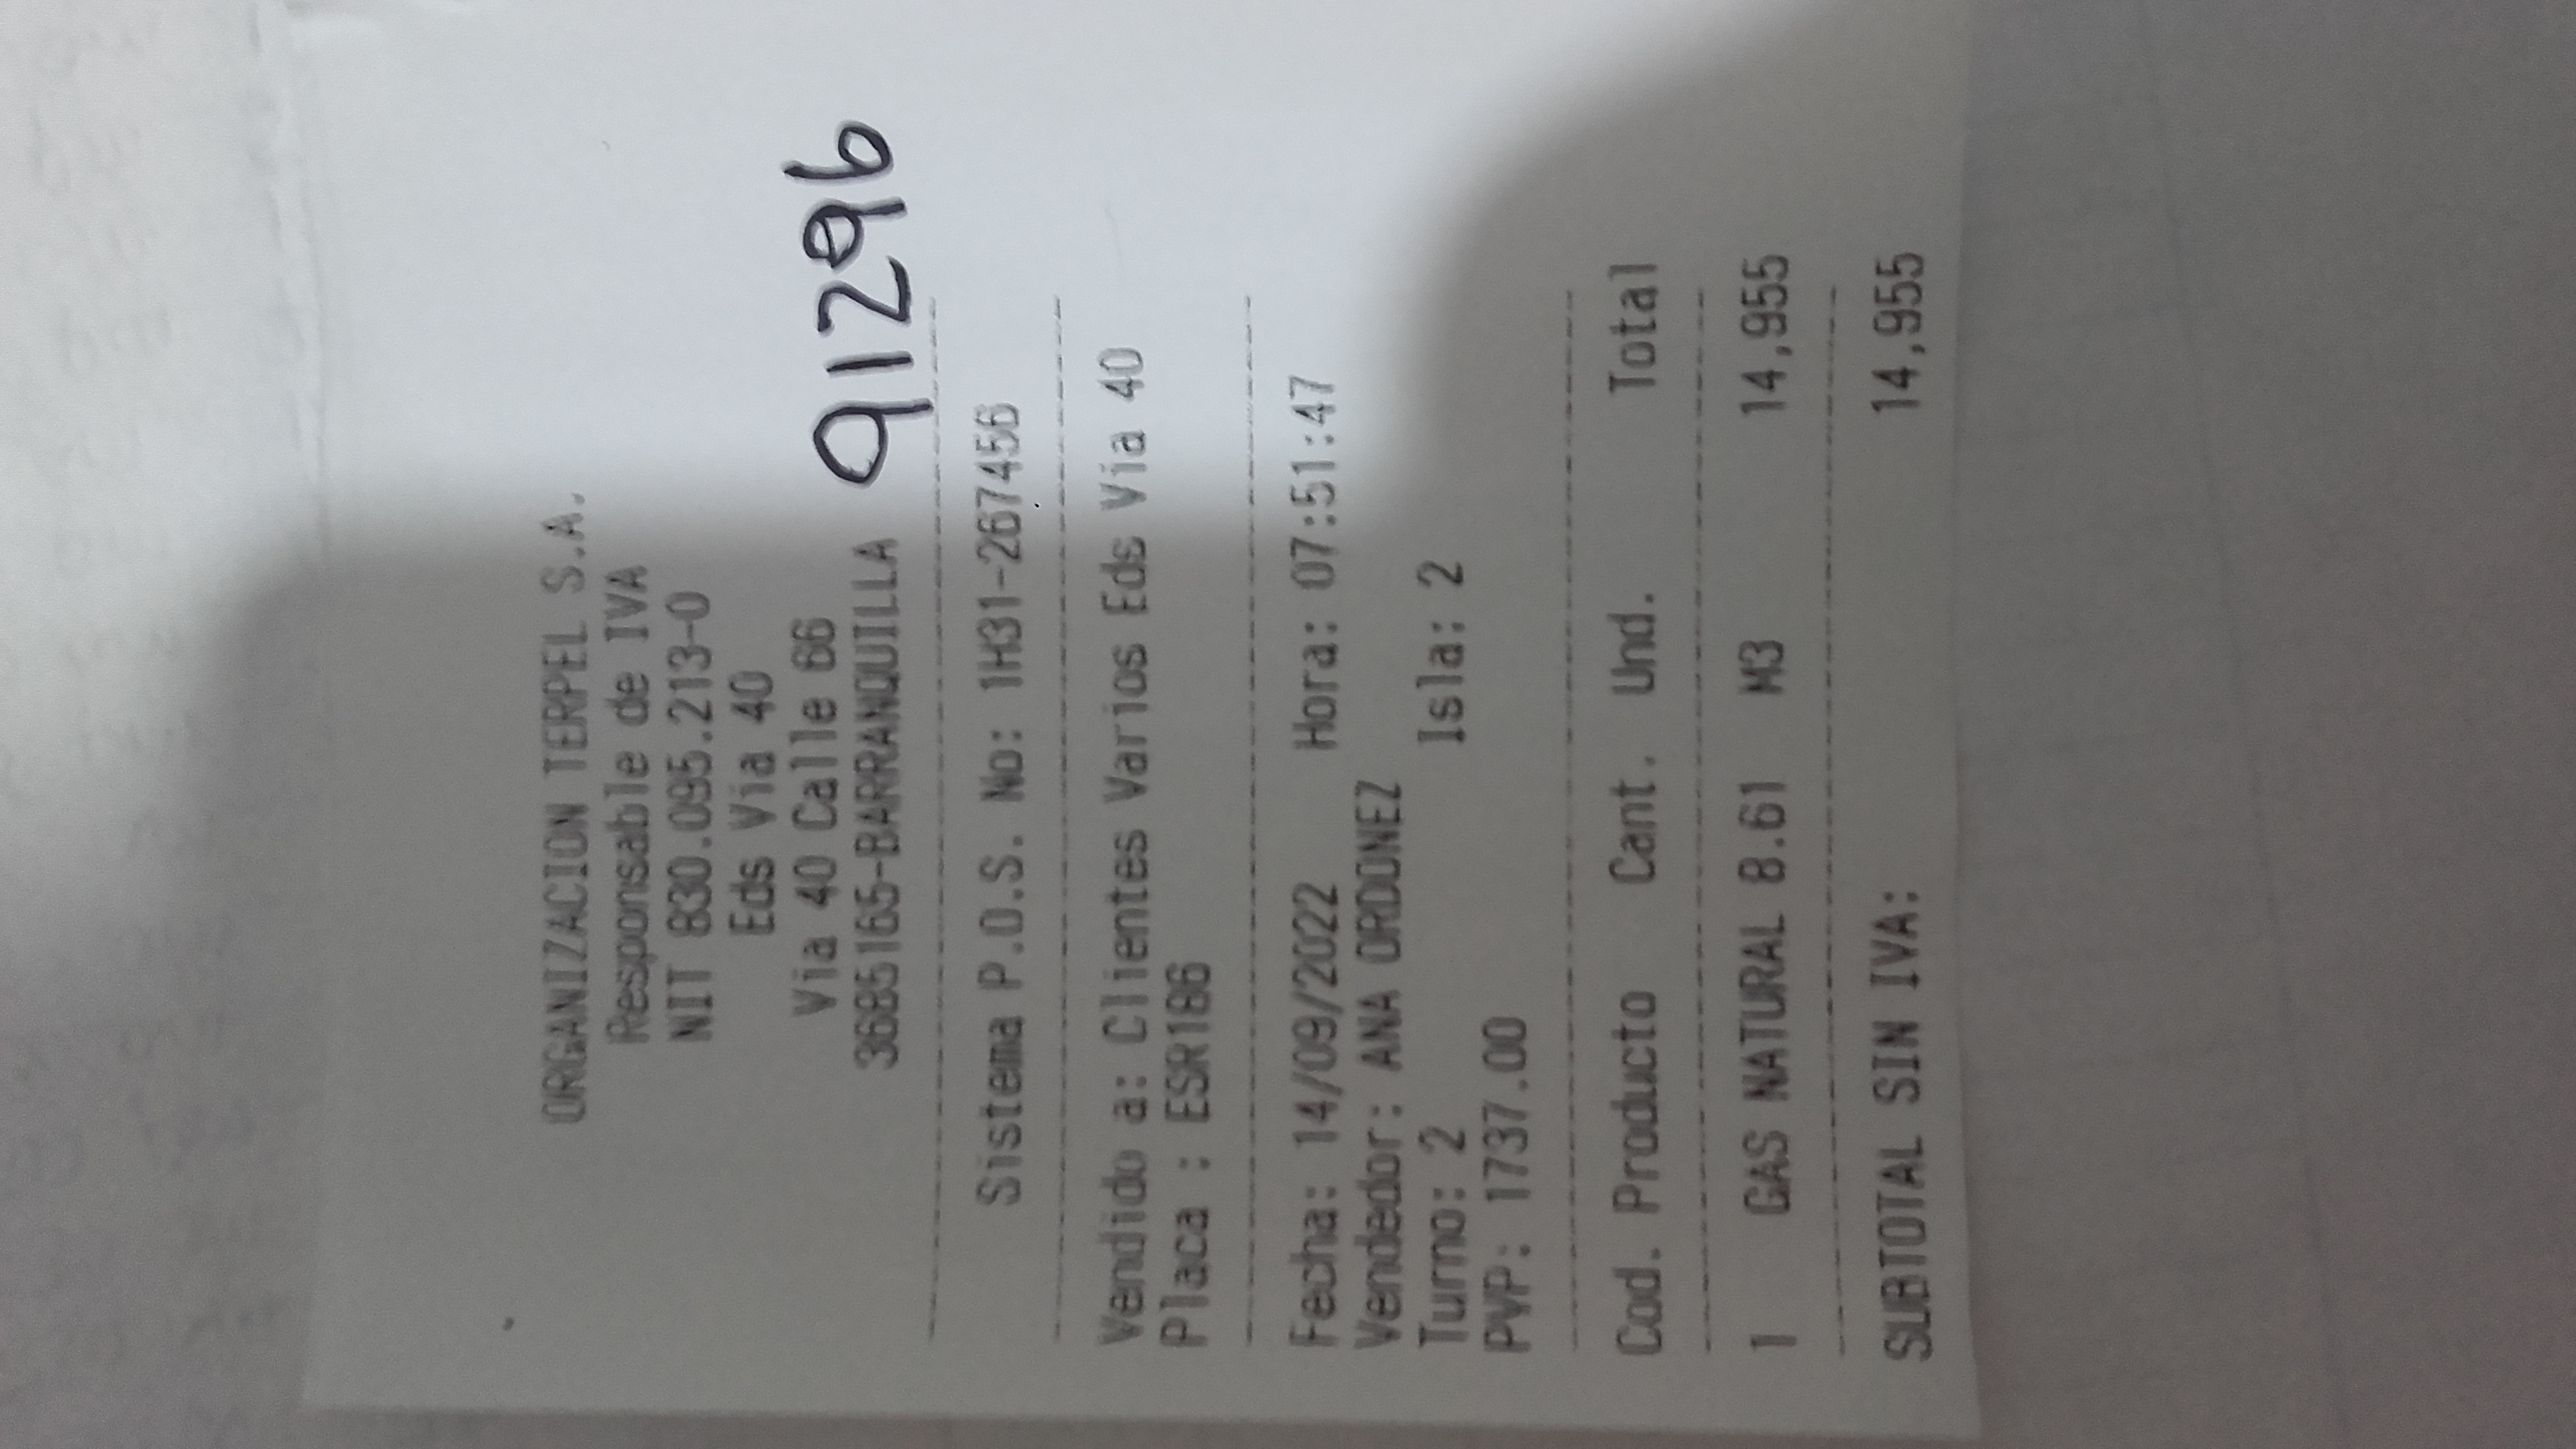 ORGANIZACION TERPEL S.A.
Responsable de IVA
NIT 830.095.213-0
Eds Via 40
Via 40 Calle 66
36851165-BARRANQUILLA 91296
Sistema P.O.S. No: 1H31-267456
Vendido a: Clientes Varios Eds Via 40
Placa : ESR186
Fecha: 14/09/2022 Hora: 07:51:47
Vendedor: ANA ORDONEZ
Turno: 2 Isla: 2
PVP: 1737.00
Cod. Producto Cant. Und. Total
1 GAS NATURAL 8.61 M3 14,955
SUBTOTAL SIN IVA: 14,955